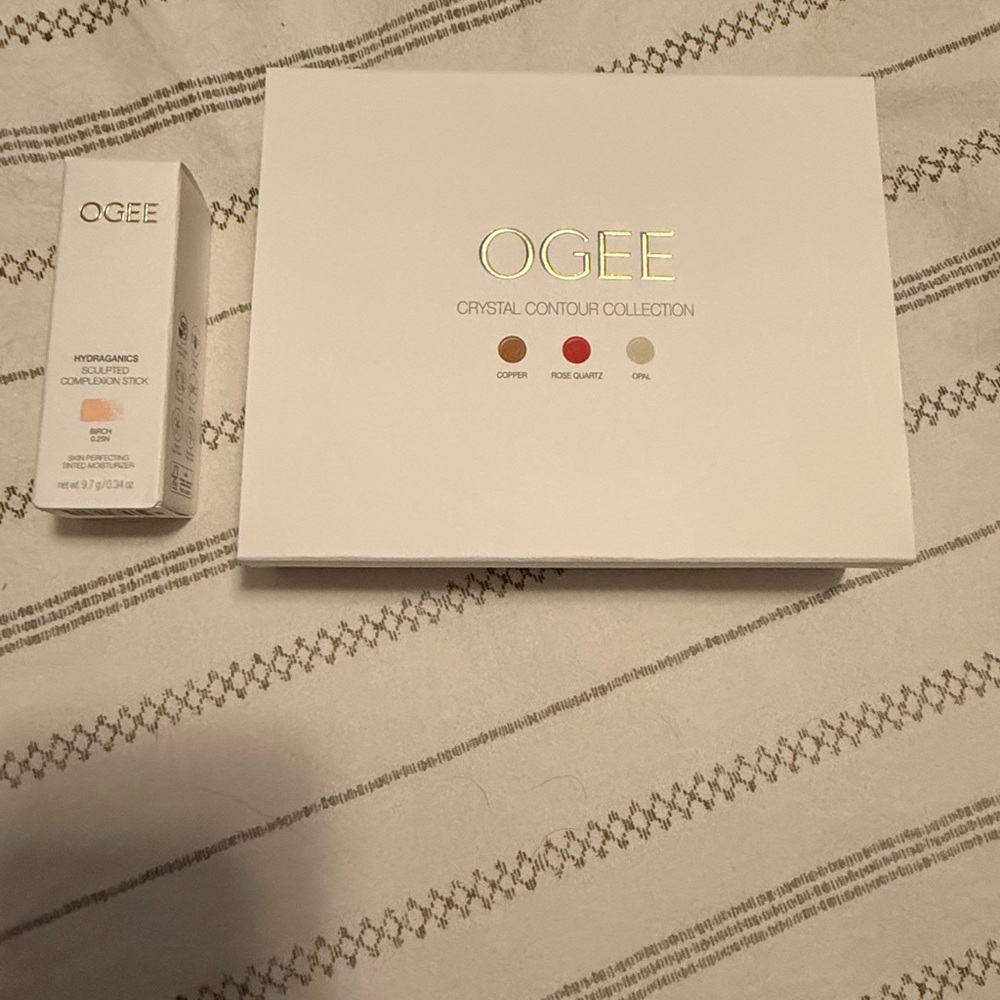 OGEE
HYDRAGANICS
SCULPTED
COMPLEXION STICK
BIRCH
0.25N
SKIN PERFECTING
TINTED MOISTURIZER
net wt. 9.7 g / 0.34 oz
OGEE
CRYSTAL CONTOUR COLLECTION
COPPER
ROSE QUARTZ
OPAL